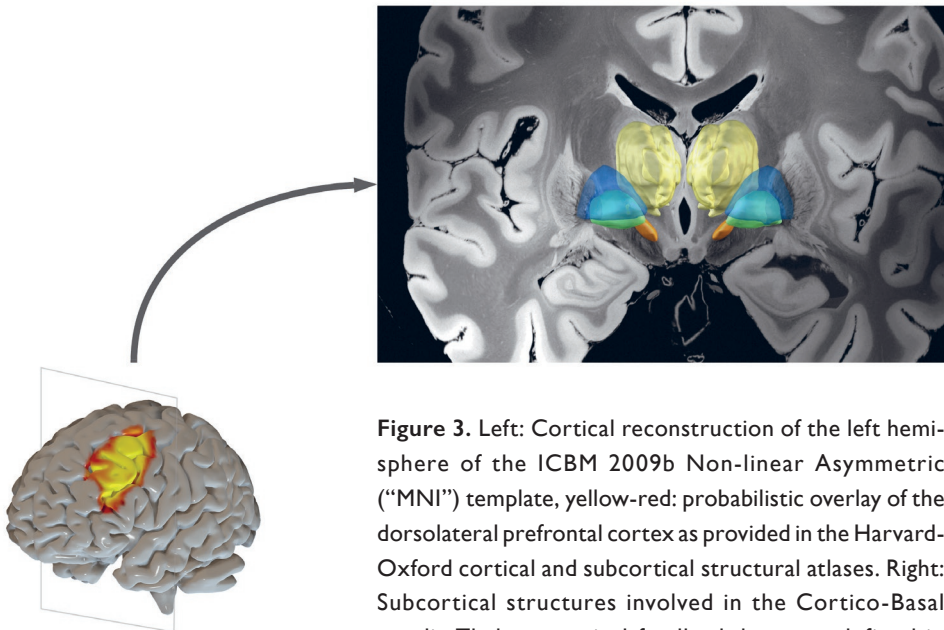 Figure 3. Left: Cortical reconstruction of the left hemi-
sphere of the ICBM 2009b Non-linear Asymmetric
(“MNI”) template, yellow-red: probabilistic overlay of the
dorsolateral prefrontal cortex as provided in the Harvard-
Oxford cortical and subcortical structural atlases. Right:
Subcortical structures involved in the Cortico-Basal